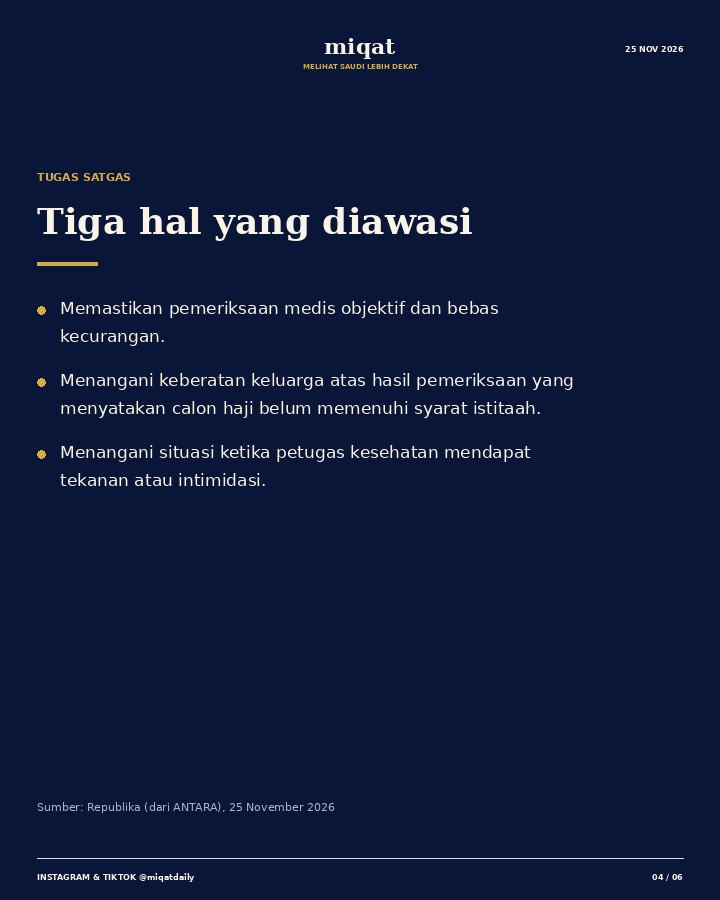 miqat
MELIHAT SAUDI LEBIH DEKAT
25 NOV 2026
TUGAS SATGAS
Tiga hal yang diawasi
Memastikan pemeriksaan medis objektif dan bebas
kecurangan.
Menangani keberatan keluarga atas hasil pemeriksaan yang
menyatakan calon haji belum memenuhi syarat istitaah.
Menangani situasi ketika petugas kesehatan mendapat
tekanan atau intimidasi.
Sumber: Republika (dari ANTARA), 25 November 2026
INSTAGRAM & TIKTOK @miqatdaily
04 / 06